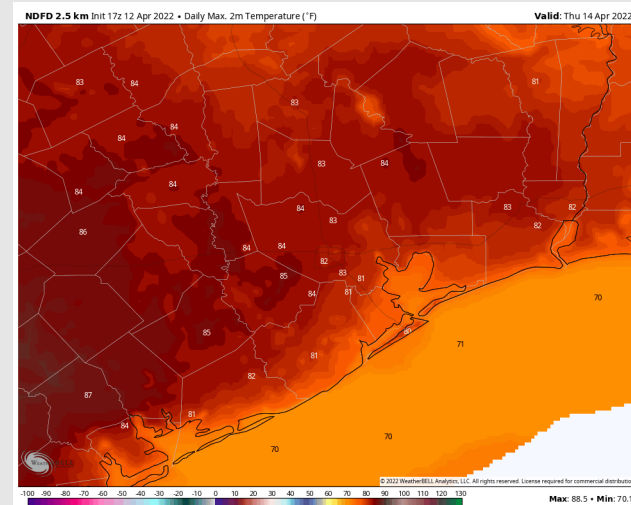 NDFD 2.5 km Init 17z 12 Apr 2022 • Daily Max. 2m Temperature (°F) Valid: Thu 14 Apr 2022
83 84 81
83
84
84
83 84
84 84
84 83 82
83 82
86
84 84
82
85 83 81
84 81
70
85 69
71
81
82
87
81
84
70
70
© 2022 WeatherBELL Analytics, LLC. All rights reserved. License required for commercial distribution
-100 -90 -80 -70 -60 -50 -40 -30 -20 -10 0 10 20 30 40 50 60 70 80 90 100 110 120 130
Max: 88.5 • Min: 70.1